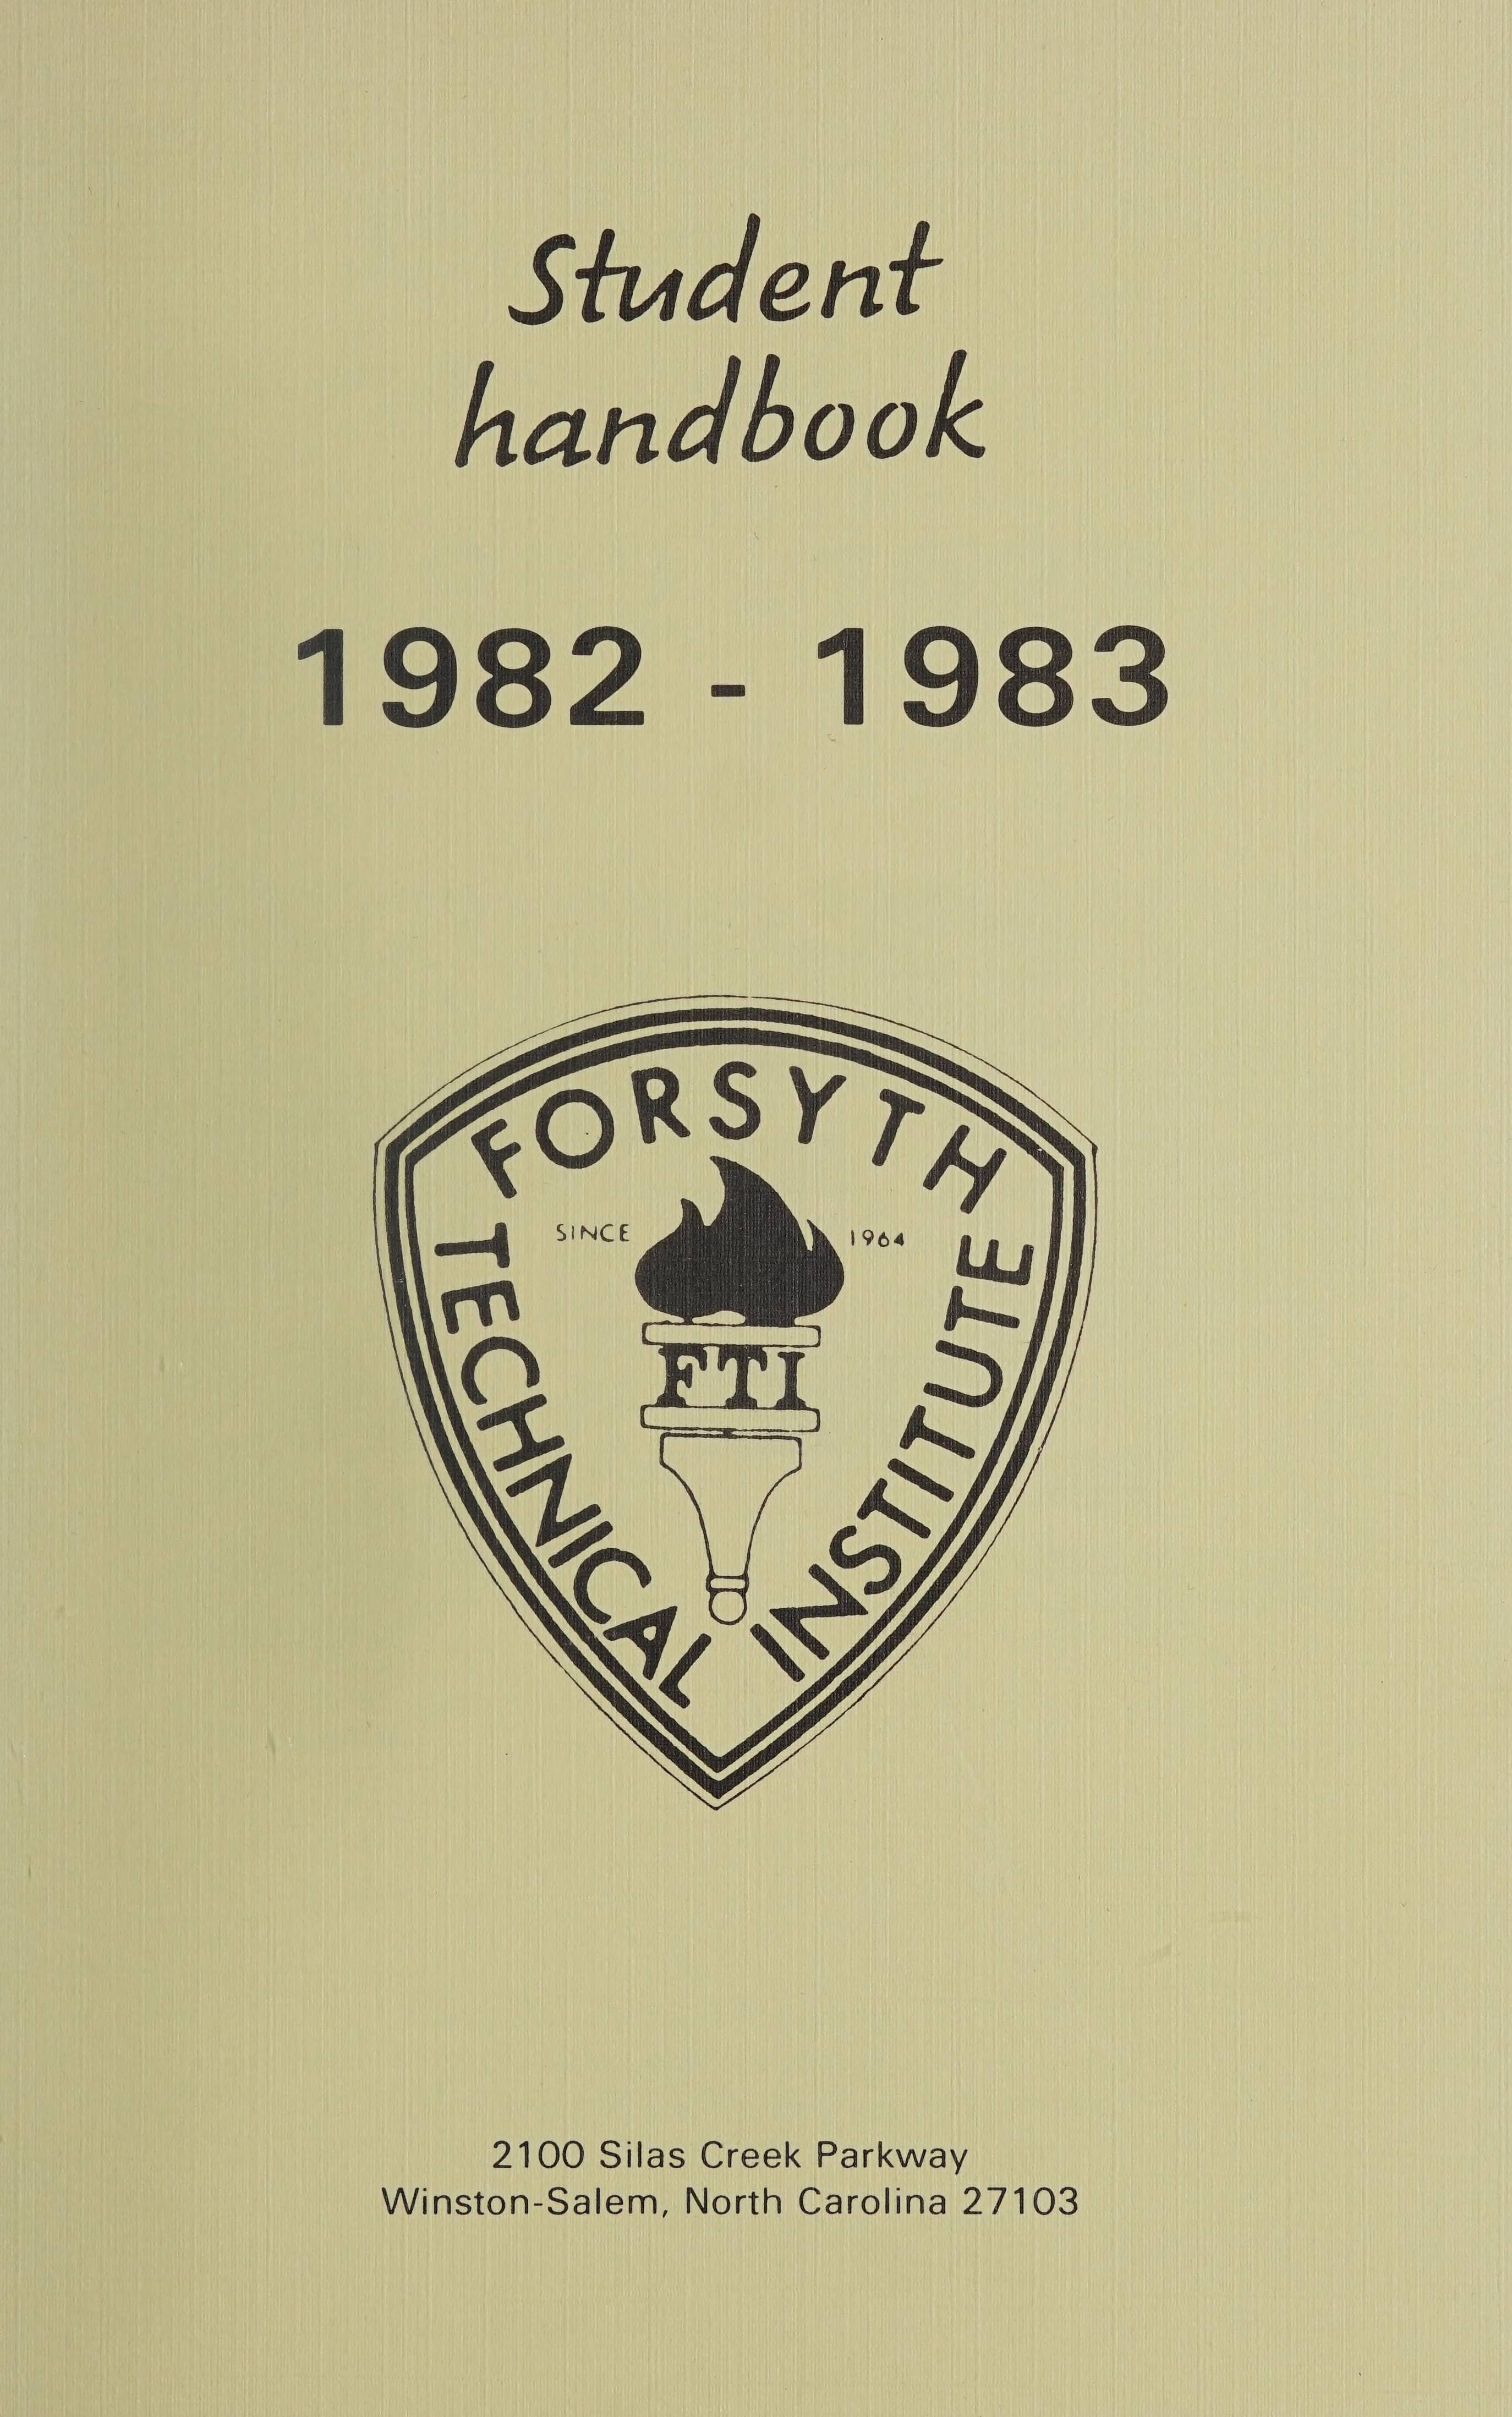 Student
handbook
1982 - 1983
FORSYTH
TECHNICAL INSTITUTE
SINCE 1964
FTI
2100 Silas Creek Parkway
Winston-Salem, North Carolina 27103